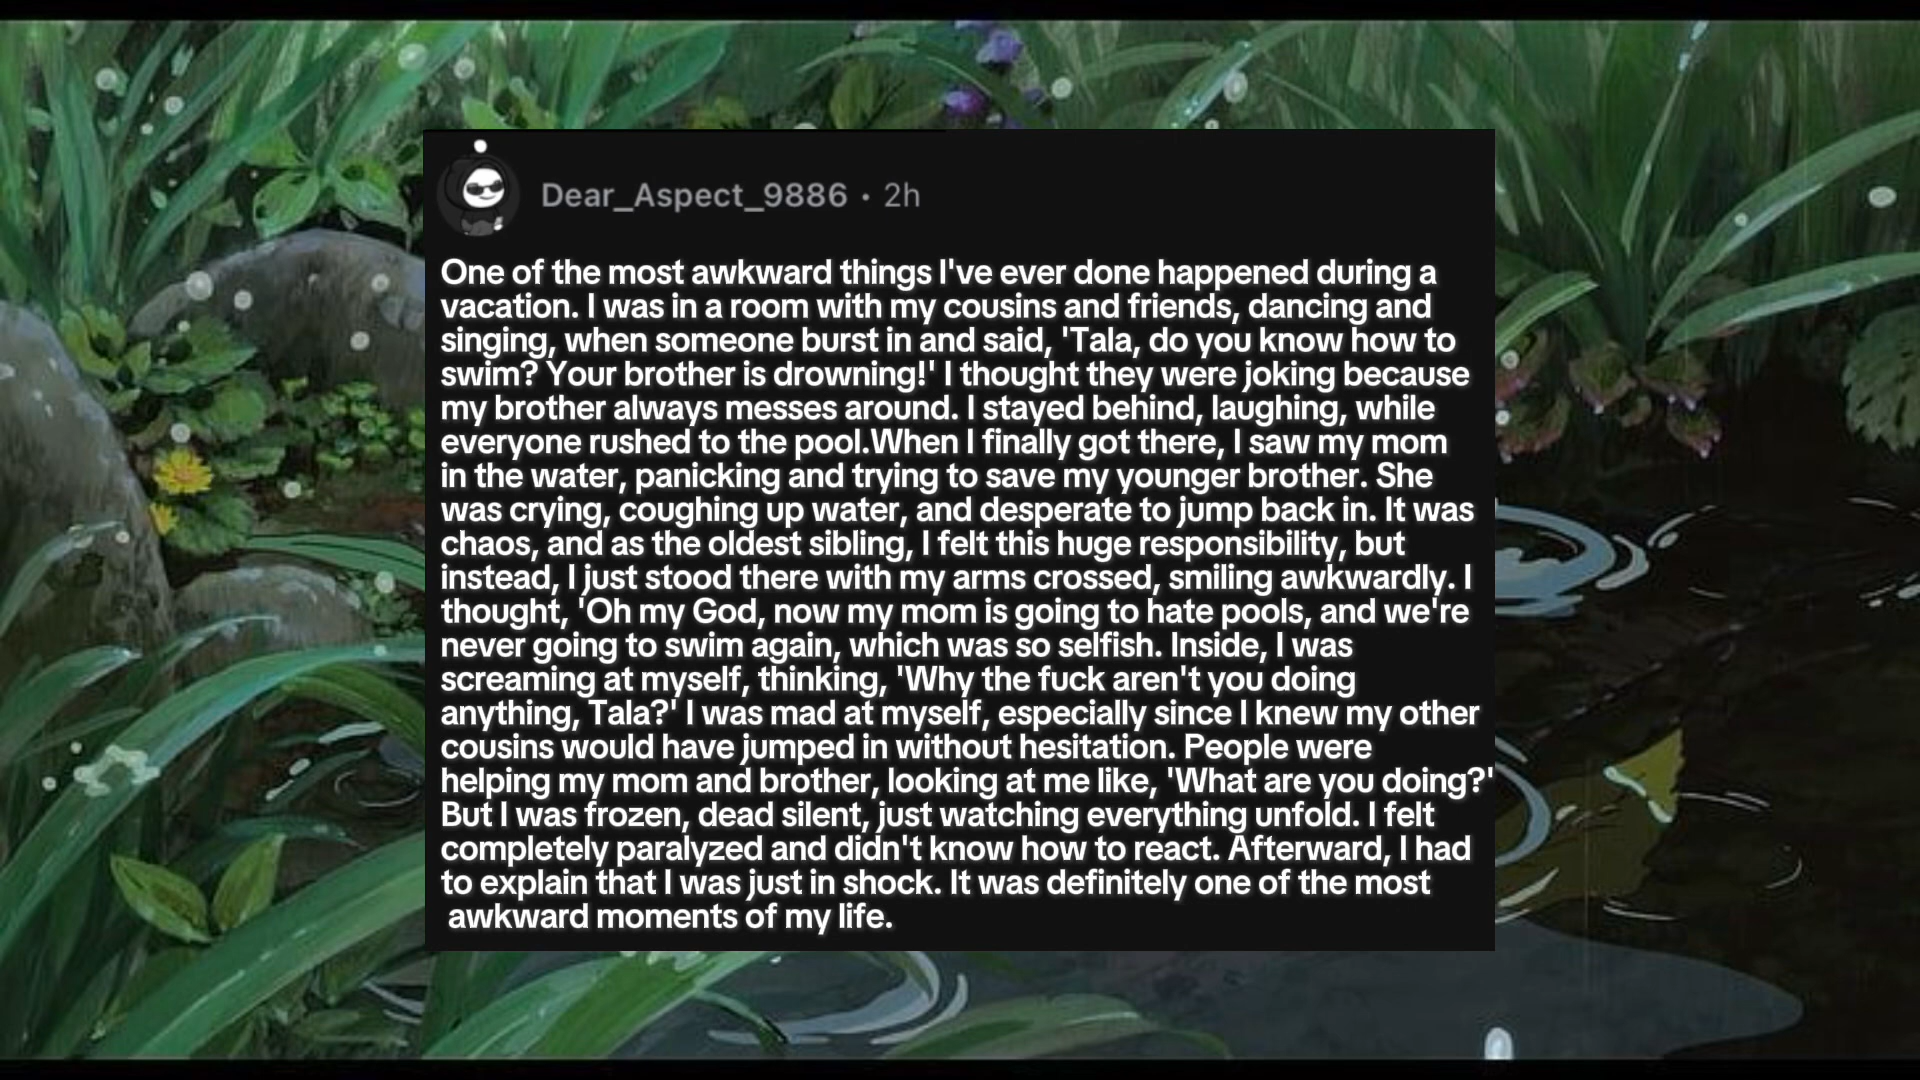 Dear_Aspect_9886 · 2h
One of the most awkward things I've ever done happened during a
vacation. I was in a room with my cousins and friends, dancing and
singing, when someone burst in and said, 'Tala, do you know how to
swim? Your brother is drowning!' I thought they were joking because
my brother always messes around. I stayed behind, laughing, while
everyone rushed to the pool.When I finally got there, I saw my mom
in the water, panicking and trying to save my younger brother. She
was crying, coughing up water, and desperate to jump back in. It was
chaos, and as the oldest sibling, I felt this huge responsibility, but
instead, I just stood there with my arms crossed, smiling awkwardly. I
thought, 'Oh my God, now my mom is going to hate pools, and we're
never going to swim again, which was so selfish. Inside, I was
screaming at myself, thinking, 'Why the fuck aren't you doing
anything, Tala?' I was mad at myself, especially since I knew my other
cousins would have jumped in without hesitation. People were
helping my mom and brother, looking at me like, 'What are you doing?'
But I was frozen, dead silent, just watching everything unfold. I felt
completely paralyzed and didn't know how to react. Afterward, I had
to explain that I was just in shock. It was definitely one of the most
awkward moments of my life.